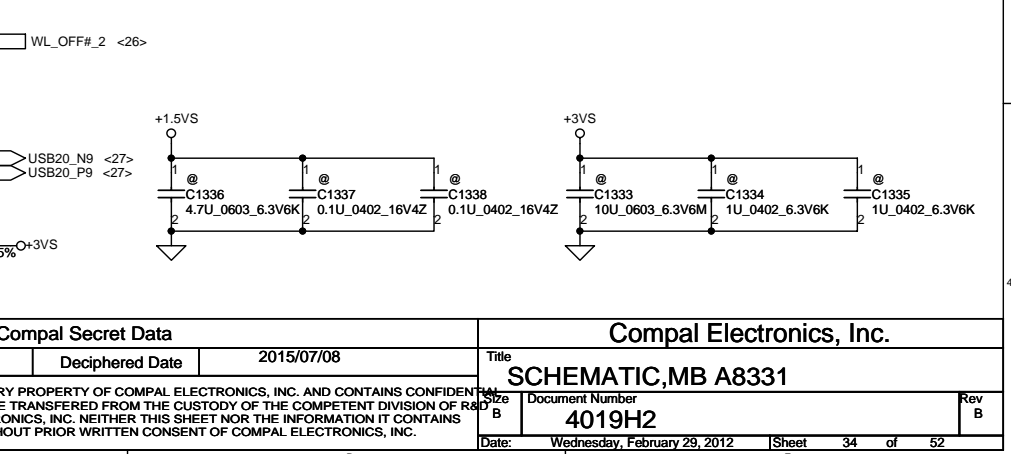 WL_OFF#_2 <26>
+1.5VS
+3VS
USB20_N9 <27>
USB20_P9 <27>
1 @ 1 @ 1 @ 1 @ 1 @ 1 @
C1336 C1337 C1338 C1333 C1334 C1335
4.7U_0603_6.3V6K 0.1U_0402_16V4Z 0.1U_0402_16V4Z 10U_0603_6.3V6M 1U_0402_6.3V6K 1U_0402_6.3V6K
2 2 2 2 2 2
5% +3VS
4
Compal Secret Data
Deciphered Date 2015/07/08
RY PROPERTY OF COMPAL ELECTRONICS, INC. AND CONTAINS CONFIDENTIAL
E TRANSFERED FROM THE CUSTODY OF THE COMPETENT DIVISION OF R&D
RONICS, INC. NEITHER THIS SHEET NOR THE INFORMATION IT CONTAINS
HOUT PRIOR WRITTEN CONSENT OF COMPAL ELECTRONICS, INC.
Compal Electronics, Inc.
Title
SCHEMATIC,MB A8331
Size Document Number Rev
B 4019H2 B
Date: Wednesday, February 29, 2012 Sheet 34 of 52